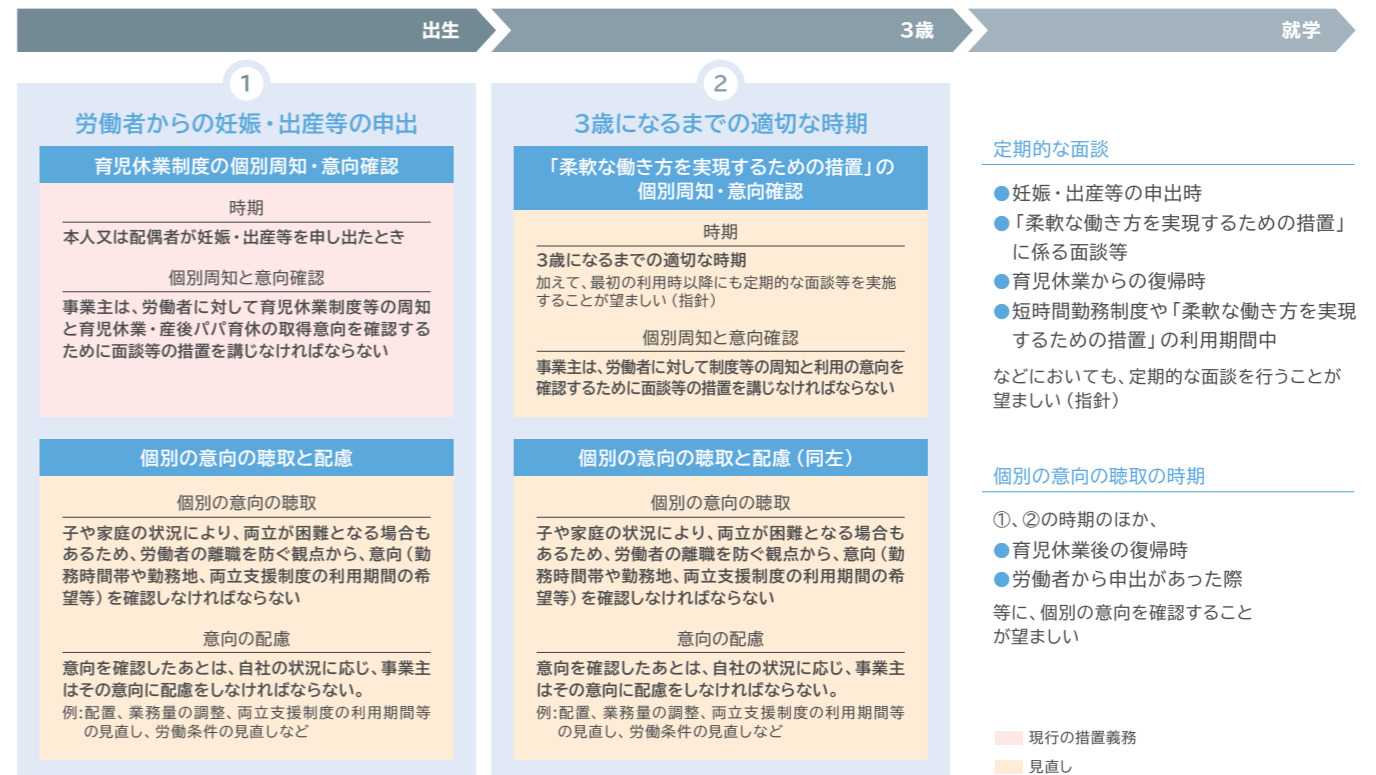 出生
3歳
就学
1
労働者からの妊娠・出産等の申出
育児休業制度の個別周知・意向確認
時期
本人又は配偶者が妊娠・出産等を申し出たとき
個別周知と意向確認
事業主は、労働者に対して育児休業制度等の周知
と育児休業・産後パパ育休の取得意向を確認する
ために面談等の措置を講じなければならない
個別の意向の聴取と配慮
個別の意向の聴取
子や家庭の状況により、両立が困難となる場合も
あるため、労働者の離職を防ぐ観点から、意向（勤
務時間帯や勤務地、両立支援制度の利用期間の希
望等）を確認しなければならない
意向の配慮
意向を確認したあとは、自社の状況に応じ、事業主
はその意向に配慮をしなければならない。
例:配置、業務量の調整、両立支援制度の利用期間等
の見直し、労働条件の見直しなど
2
3歳になるまでの適切な時期
「柔軟な働き方を実現するための措置」の
個別周知・意向確認
時期
3歳になるまでの適切な時期
加えて、最初の利用時以降にも定期的な面談等を実施
することが望ましい（指針）
個別周知と意向確認
事業主は、労働者に対して制度等の周知と利用の意向を
確認するために面談等の措置を講じなければならない
個別の意向の聴取と配慮（同左）
個別の意向の聴取
子や家庭の状況により、両立が困難となる場合も
あるため、労働者の離職を防ぐ観点から、意向（勤
務時間帯や勤務地、両立支援制度の利用期間の希
望等）を確認しなければならない
意向の配慮
意向を確認したあとは、自社の状況に応じ、事業主
はその意向に配慮をしなければならない。
例:配置、業務量の調整、両立支援制度の利用期間等
の見直し、労働条件の見直しなど
定期的な面談
●妊娠・出産等の申出時
●「柔軟な働き方を実現するための措置」
に係る面談等
●育児休業からの復帰時
●短時間勤務制度や「柔軟な働き方を実現
するための措置」の利用期間中
などにおいても、定期的な面談を行うことが
望ましい（指針）
個別の意向の聴取の時期
①、②の時期のほか、
●育児休業後の復帰時
●労働者から申出があった際
等に、個別の意向を確認すること
が望ましい
現行の措置義務
見直し